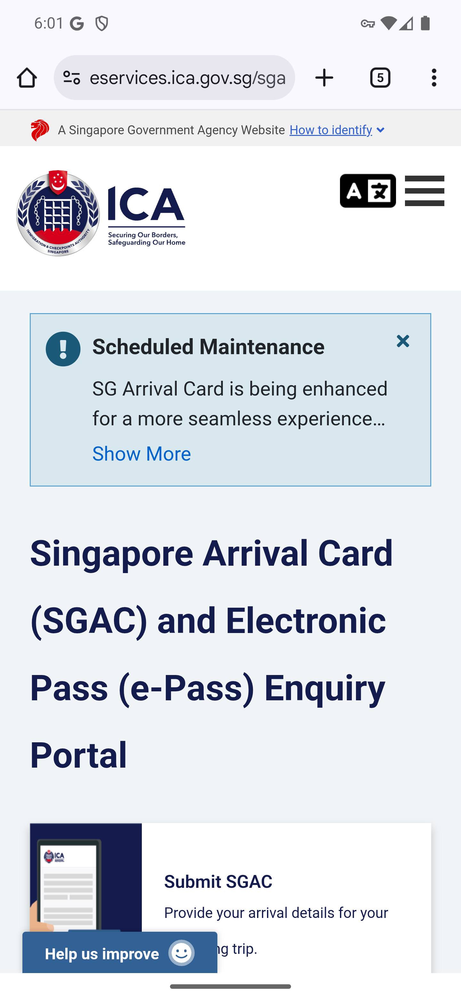 6:01
eservices.ica.gov.sg/sga
5
A Singapore Government Agency Website How to identify
IMMIGRATION & CHECKPOINTS AUTHORITY
SINGAPORE
ICA
Securing Our Borders,
Safeguarding Our Home
A 文
Scheduled Maintenance
SG Arrival Card is being enhanced
for a more seamless experience...
Show More
Singapore Arrival Card
(SGAC) and Electronic
Pass (e-Pass) Enquiry
Portal
ICA
Submit SGAC
Provide your arrival details for your
ng trip.
Help us improve